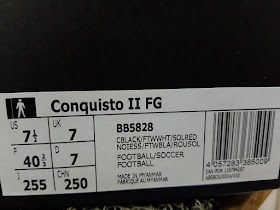 Conquisto II FG
US
7½
UK
7
F
40⅔
D
7
J
255
CHN
250
BB5828
CBLACK/FTWWHT/SOLRED
NOIESS/FTWBLA/ROUSOL
FOOTBALL/SOCCER
FOOTBALL
MADE IN MYANMAR
FABRIQUÉ AU MYANMAR
4057283385009